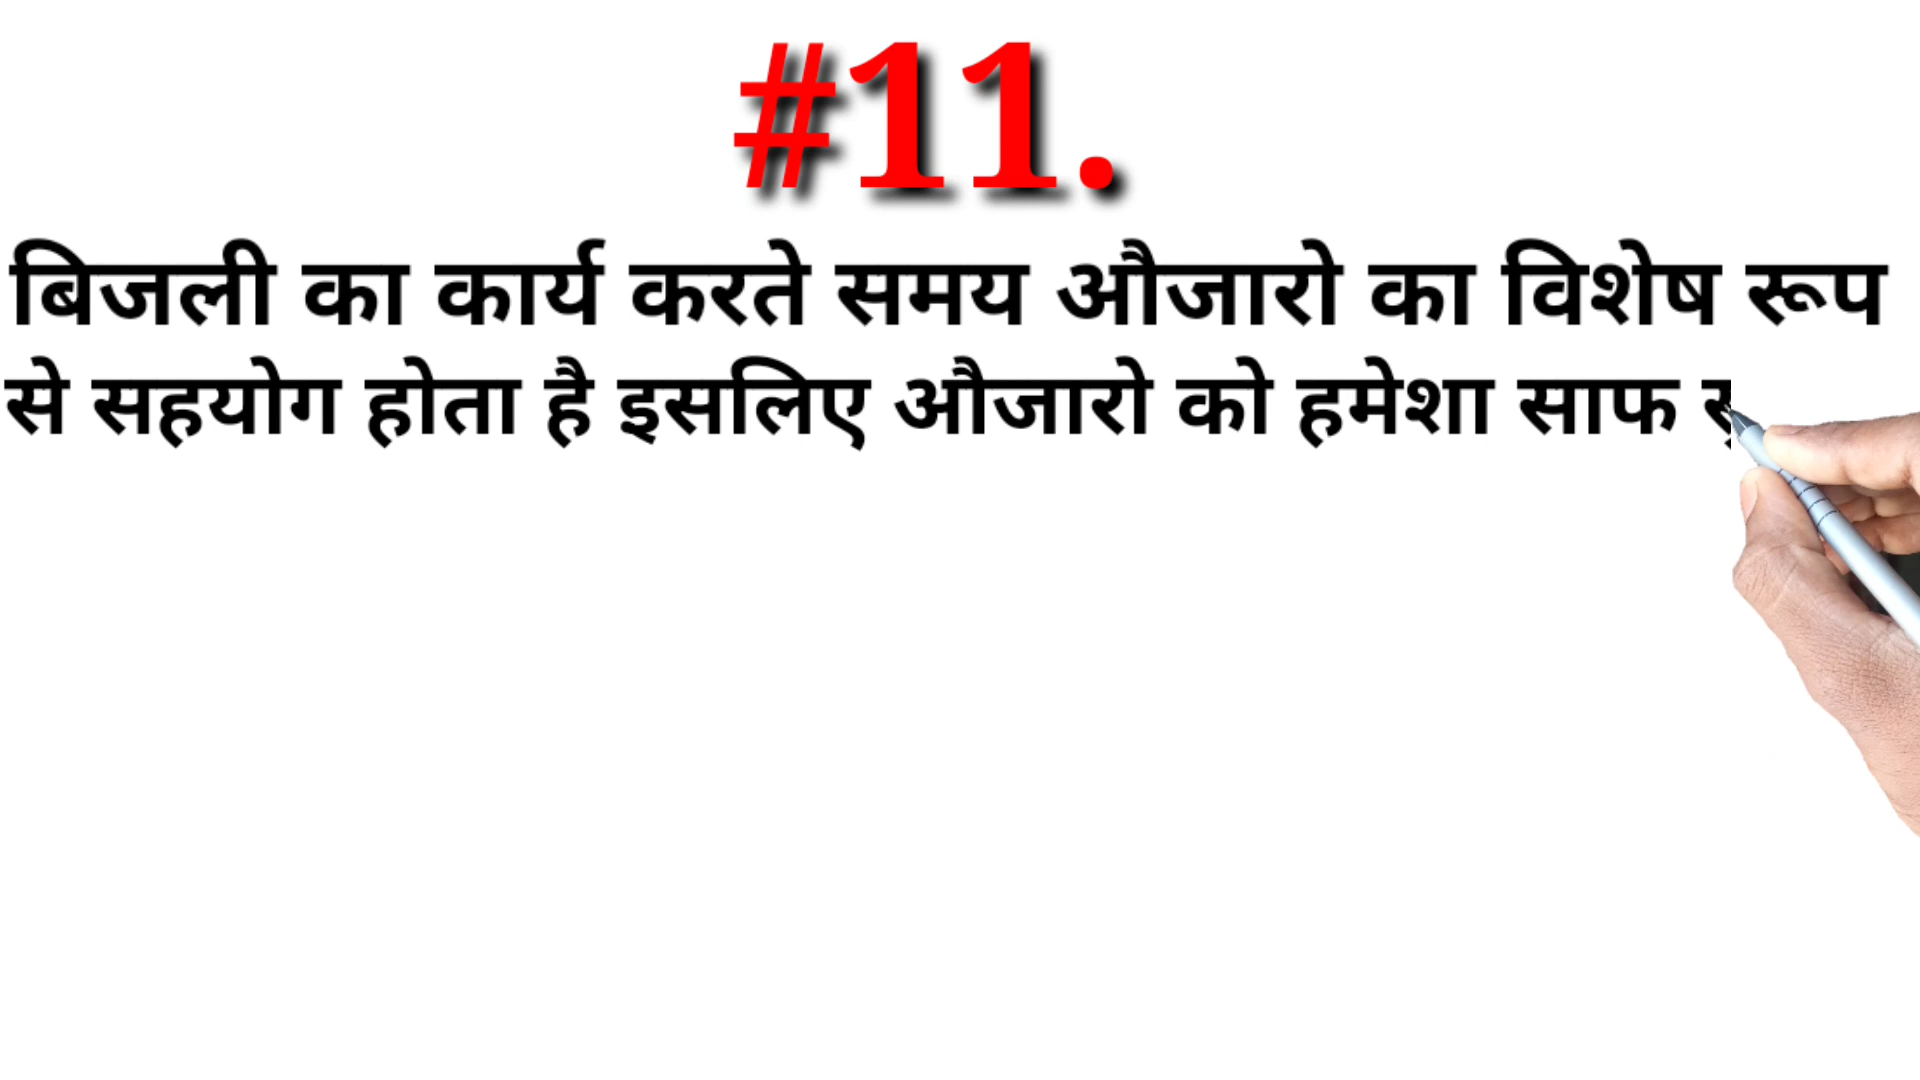 #11.
बिजली का कार्य करते समय औजारो का विशेष रूप
से सहयोग होता है इसलिए औजारो को हमेशा साफ